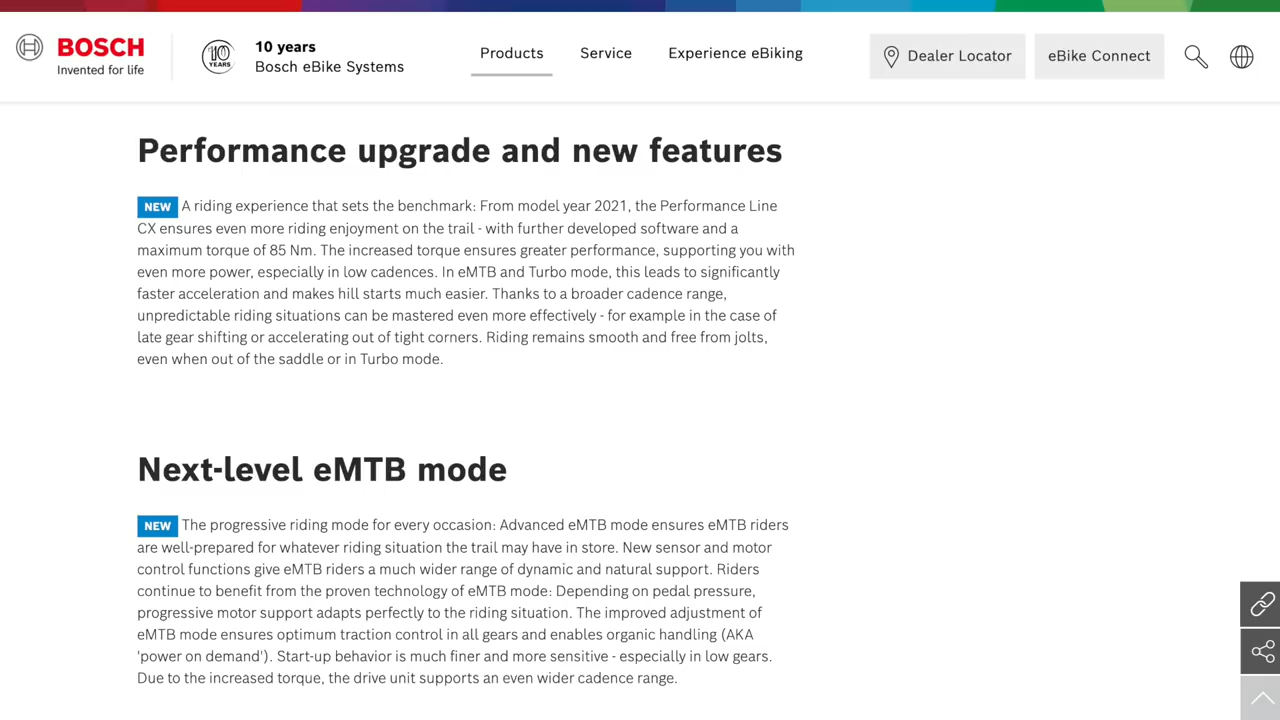 BOSCH
Invented for life
10 YEARS
10 years
Bosch eBike Systems
Products
Service
Experience eBiking
Dealer Locator
eBike Connect
Performance upgrade and new features
NEW A riding experience that sets the benchmark: From model year 2021, the Performance Line
CX ensures even more riding enjoyment on the trail - with further developed software and a
maximum torque of 85 Nm. The increased torque ensures greater performance, supporting you with
even more power, especially in low cadences. In eMTB and Turbo mode, this leads to significantly
faster acceleration and makes hill starts much easier. Thanks to a broader cadence range,
unpredictable riding situations can be mastered even more effectively - for example in the case of
late gear shifting or accelerating out of tight corners. Riding remains smooth and free from jolts,
even when out of the saddle or in Turbo mode.
Next-level eMTB mode
NEW The progressive riding mode for every occasion: Advanced eMTB mode ensures eMTB riders
are well-prepared for whatever riding situation the trail may have in store. New sensor and motor
control functions give eMTB riders a much wider range of dynamic and natural support. Riders
continue to benefit from the proven technology of eMTB mode: Depending on pedal pressure,
progressive motor support adapts perfectly to the riding situation. The improved adjustment of
eMTB mode ensures optimum traction control in all gears and enables organic handling (AKA
'power on demand'). Start-up behavior is much finer and more sensitive - especially in low gears.
Due to the increased torque, the drive unit supports an even wider cadence range.